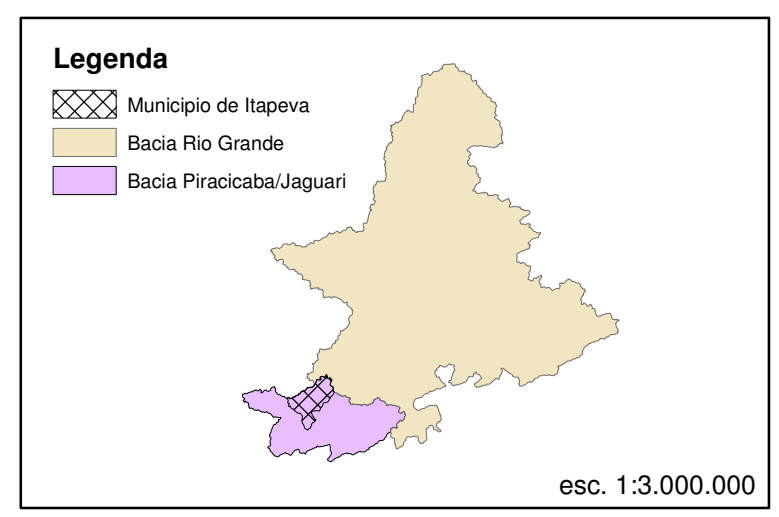 Legenda
Municipio de Itapeva
Bacia Rio Grande
Bacia Piracicaba/Jaguari
esc. 1:3.000.000